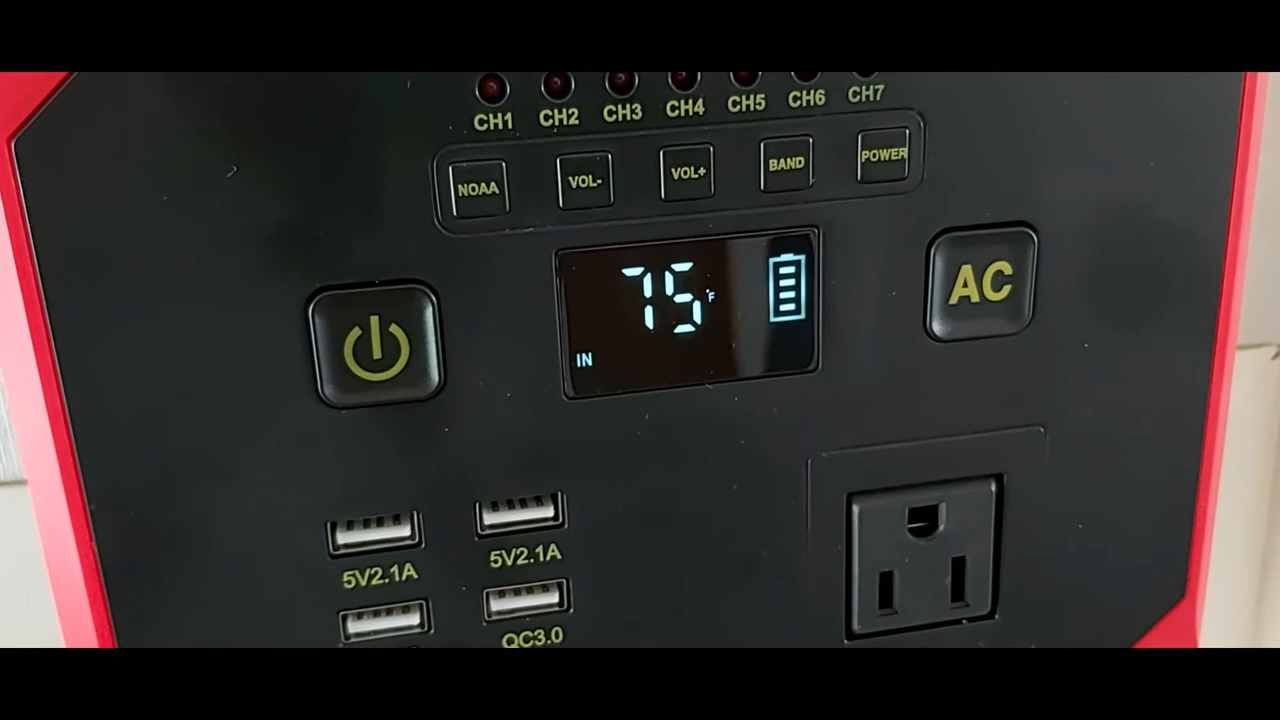 CH1 CH2 CH3 CH4 CH5 CH6 CH7
NOAA VOL- VOL+ BAND POWER
75 °F
IN
AC
5V2.1A 5V2.1A
QC3.0